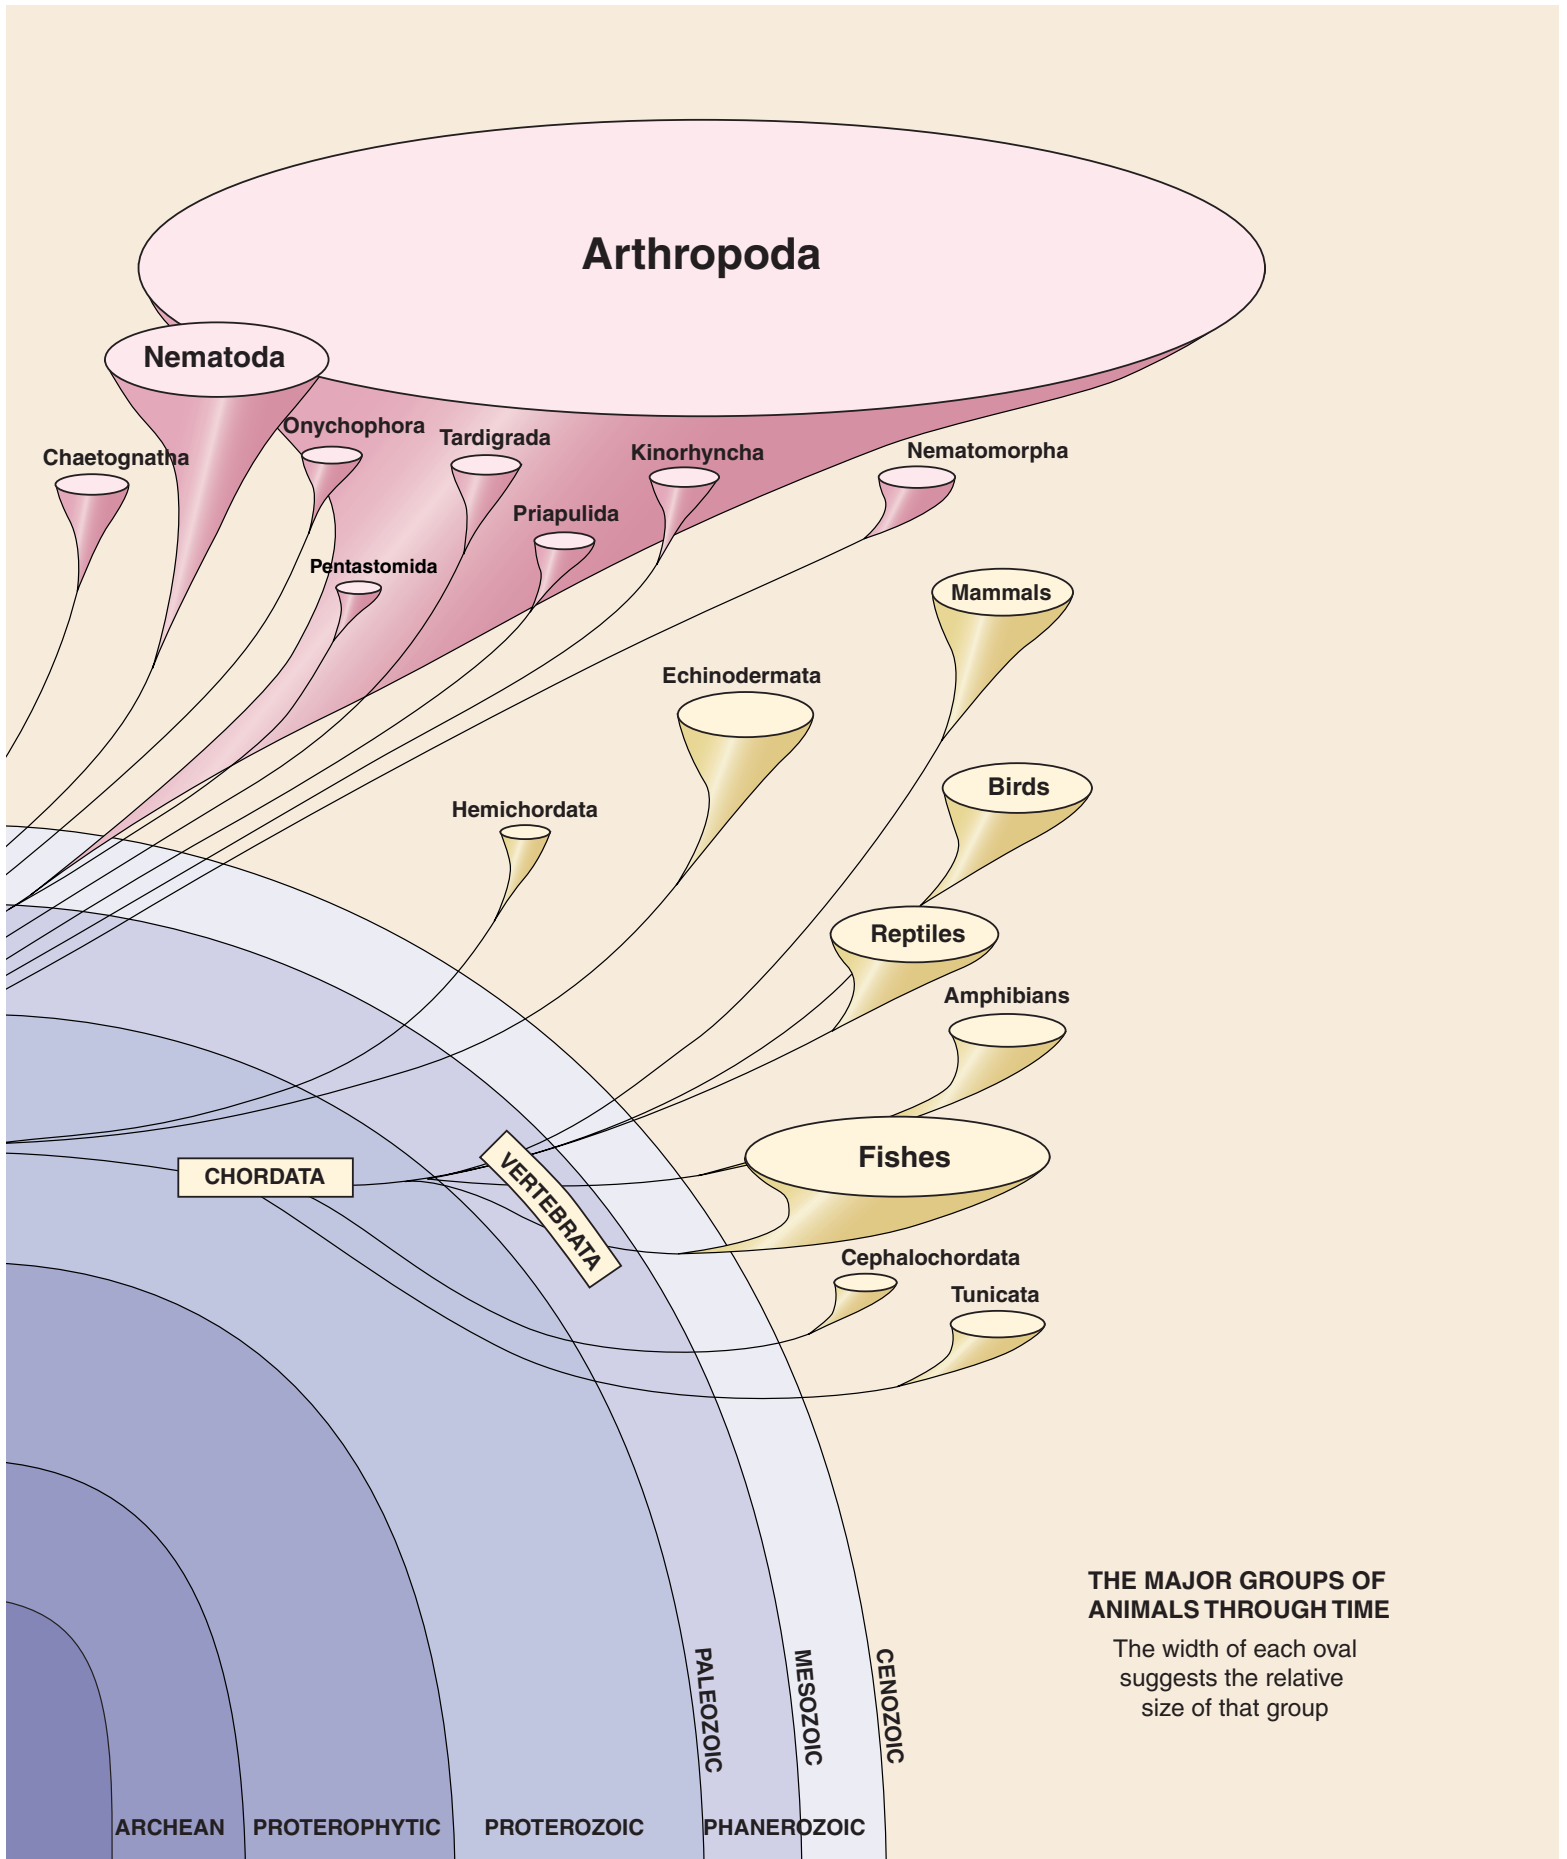 Arthropoda
Nematoda
Onychophora
Tardigrada
Chaetognatha
Kinorhyncha
Nematomorpha
Priapulida
Pentastomida
Mammals
Echinodermata
Birds
Hemichordata
Reptiles
Amphibians
Fishes
CHORDATA
VERTEBRATA
Cephalochordata
Tunicata
THE MAJOR GROUPS OF
ANIMALS THROUGH TIME
The width of each oval
suggests the relative
size of that group
PALEOZOIC
MESOZOIC
CENOZOIC
ARCHEAN
PROTEROPHYTIC
PROTEROZOIC
PHANEROZOIC